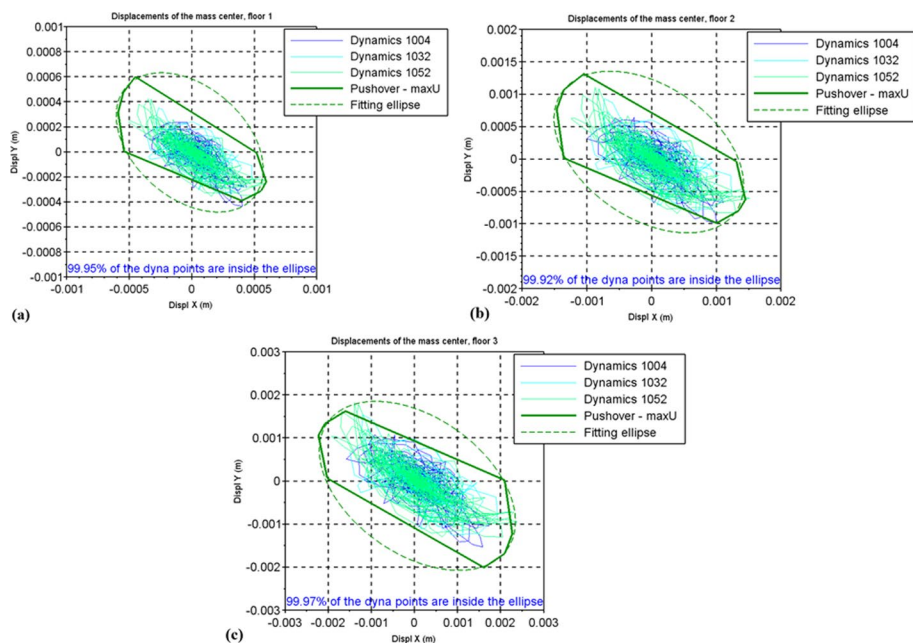 Displacements of the mass center, floor 1
0.001
0.0008
0.0006
0.0004
0.0002
0
-0.0002
-0.0004
-0.0006
-0.0008
-0.001
Displ Y (m)
99.95% of the dyna points are inside the ellipse
-0.001 -0.0005 0 0.0005 0.001
Displ X (m)
Dynamics 1004
Dynamics 1032
Dynamics 1052
Pushover - maxU
Fitting ellipse
(a)
Displacements of the mass center, floor 2
0.002
0.0015
0.001
0.0005
0
-0.0005
-0.001
-0.0015
-0.002
Displ Y (m)
99.92% of the dyna points are inside the ellipse
-0.002 -0.001 0 0.001 0.002
Displ X (m)
Dynamics 1004
Dynamics 1032
Dynamics 1052
Pushover - maxU
Fitting ellipse
(b)
Displacements of the mass center, floor 3
0.003
0.002
0.001
0
-0.001
-0.002
-0.003
Displ Y (m)
99.97% of the dyna points are inside the ellipse
-0.003 -0.002 -0.001 0 0.001 0.002 0.003
Displ X (m)
Dynamics 1004
Dynamics 1032
Dynamics 1052
Pushover - maxU
Fitting ellipse
(c)